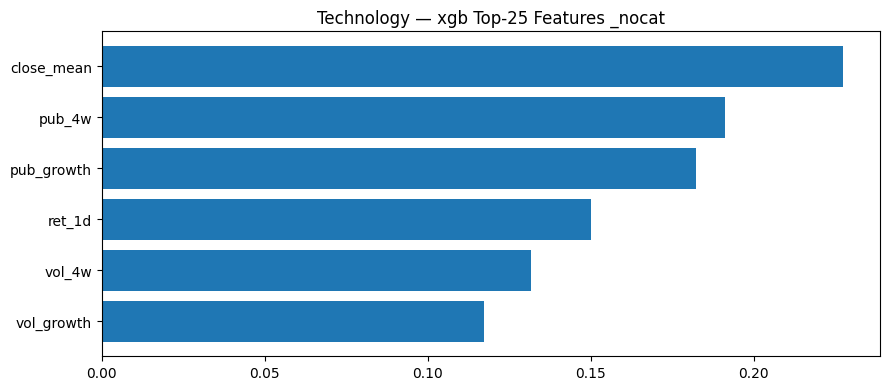 Technology — xgb Top-25 Features _nocat
close_mean
pub_4w
pub_growth
ret_1d
vol_4w
vol_growth
0.00 0.05 0.10 0.15 0.20